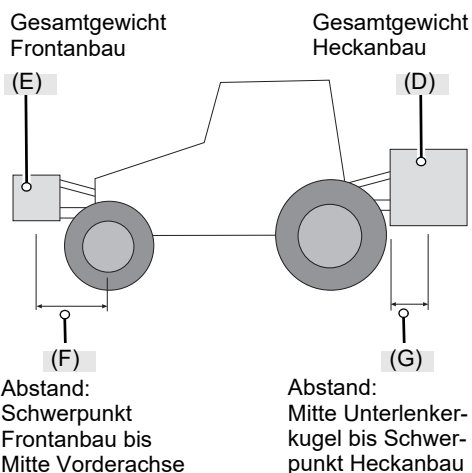 Gesamtgewicht
Frontanbau
(E)
Gesamtgewicht
Heckanbau
(D)
(F)
Abstand:
Schwerpunkt
Frontanbau bis
Mitte Vorderachse
(G)
Abstand:
Mitte Unterlenker-
kugel bis Schwer-
punkt Heckanbau